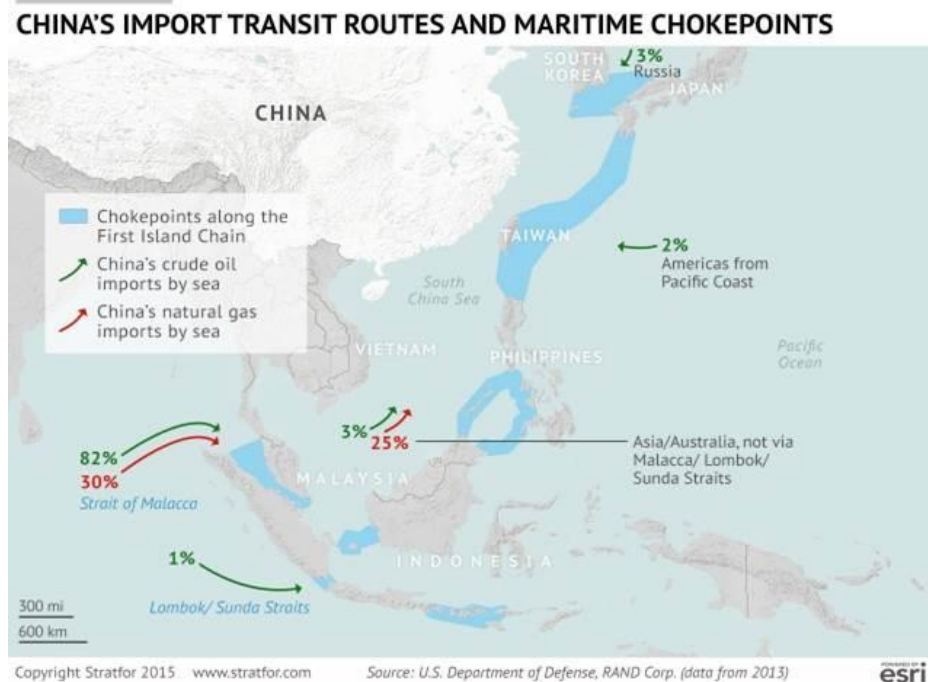 CHINA'S IMPORT TRANSIT ROUTES AND MARITIME CHOKEPOINTS
SOUTH
KOREA
3%
Russia
JAPAN
CHINA
Chokepoints along the
First Island Chain
China's crude oil
imports by sea
China's natural gas
imports by sea
TAIWAN
2%
Americas from
Pacific Coast
South
China Sea
VIETNAM
PHILIPPINES
Pacific
Ocean
3%
25%
Asia/Australia, not via
Malacca/ Lombok/
Sunda Straits
82%
30%
Strait of Malacca
MALAYSIA
INDONESIA
1%
Lombok/ Sunda Straits
300 mi
600 km
Copyright Stratfor 2015 www.stratfor.com Source: U.S. Department of Defense, RAND Corp. (data from 2013)
POWERED BY
esri